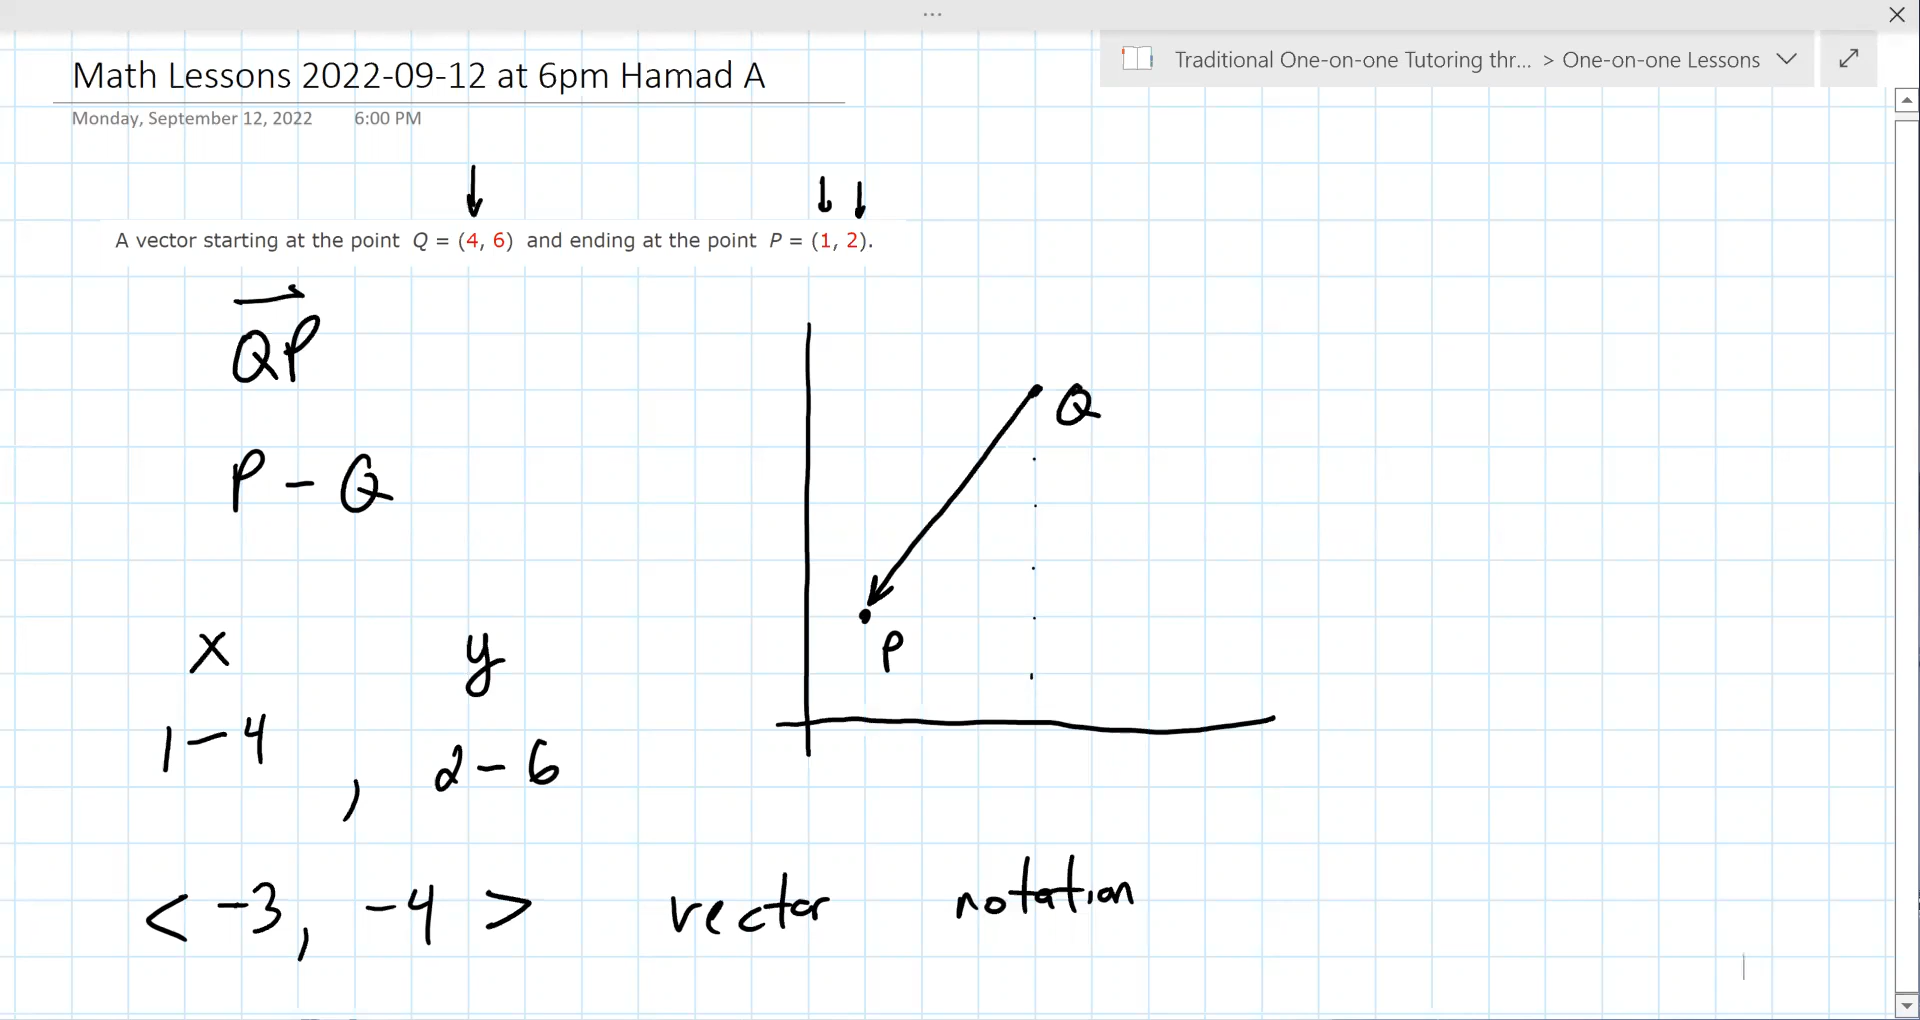 ...
Traditional One-on-one Tutoring thr... > One-on-one Lessons
Math Lessons 2022-09-12 at 6pm Hamad A
Monday, September 12, 2022 6:00 PM
A vector starting at the point Q = (4, 6) and ending at the point P = (1, 2).
QP
P - Q
Q
P
x y
1 - 4 , 2 - 6
< -3, -4 > vector notation